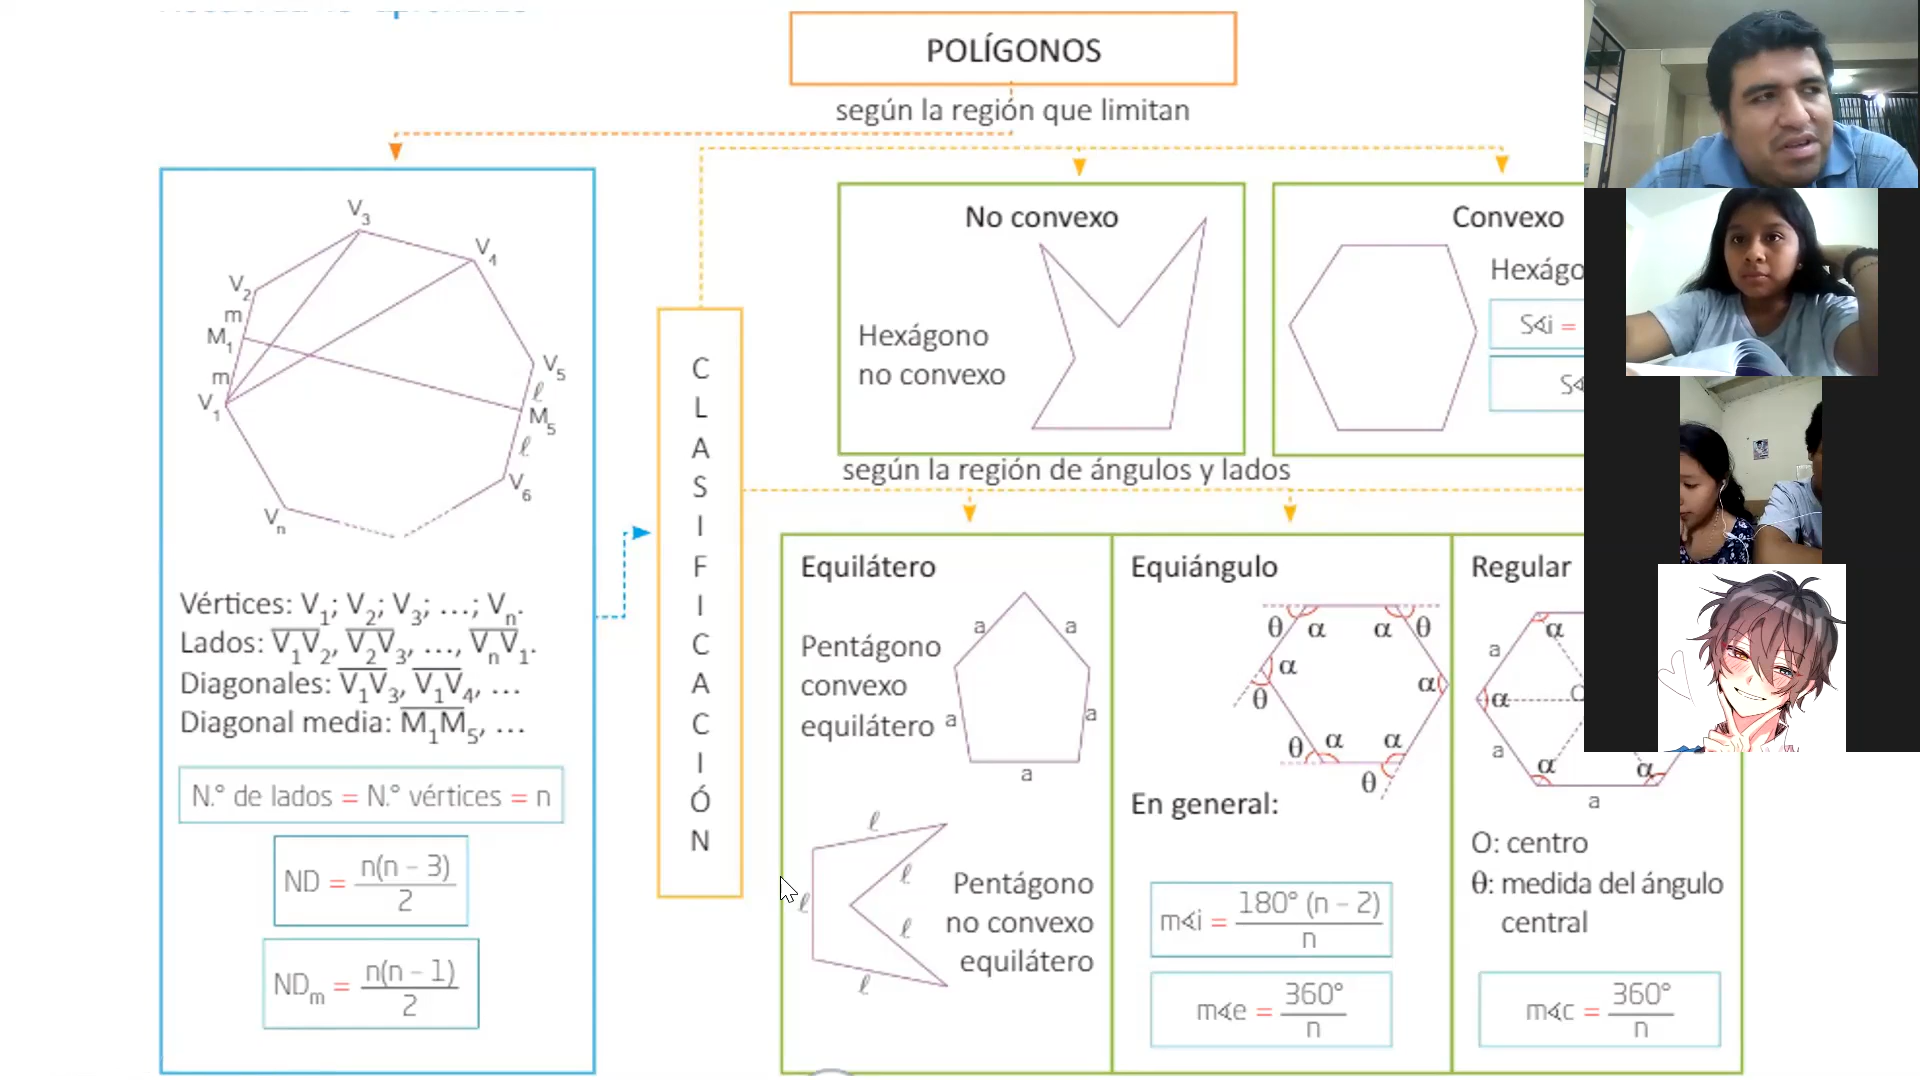 POLÍGONOS
según la región que limitan
V3
V4
V2
m
M1
m
V1
V5
ℓ
M5
ℓ
V6
Vn
Vértices: V1; V2; V3; ...; Vn.
Lados: V1V2, V2V3, ..., VnV1.
Diagonales: V1V3, V1V4, ...
Diagonal media: M1M5, ...
N.° de lados = N.° vértices = n
ND = n(n – 3)/2
NDm = n(n – 1)/2
CLASIFICACIÓN
No convexo
Hexágono
no convexo
Convexo
S∢i =
según la región de ángulos y lados
Equilátero
Pentágono
convexo
equilátero
a
a
a
a
a
ℓ
ℓ
ℓ
ℓ
ℓ
Pentágono
no convexo
equilátero
Equiángulo
θ α α θ
α
θ
α
θ α α
θ
En general:
m∢i = 180° (n – 2)/n
m∢e = 360°/n
Regular
α
a
α
a
α α
a
O: centro
θ: medida del ángulo
central
m∢c = 360°/n